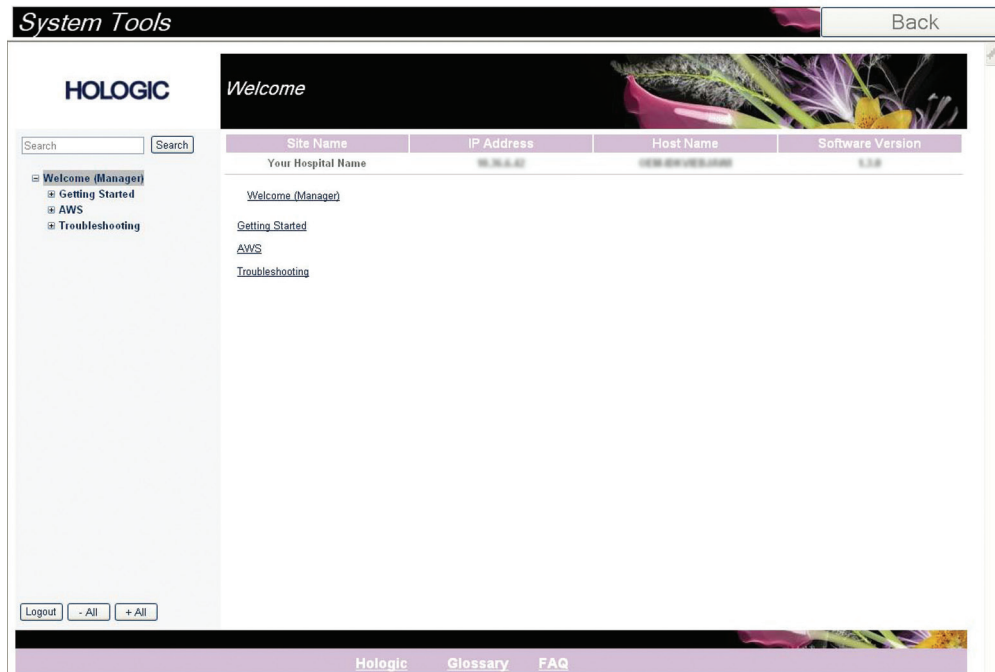 System Tools
Back
HOLOGIC
Welcome
Search
Search
Site Name IP Address Host Name Software Version
Your Hospital Name
Welcome (Manager)
Getting Started
AWS
Troubleshooting
Welcome (Manager)
Getting Started
AWS
Troubleshooting
Logout - All + All
Hologic Glossary FAQ